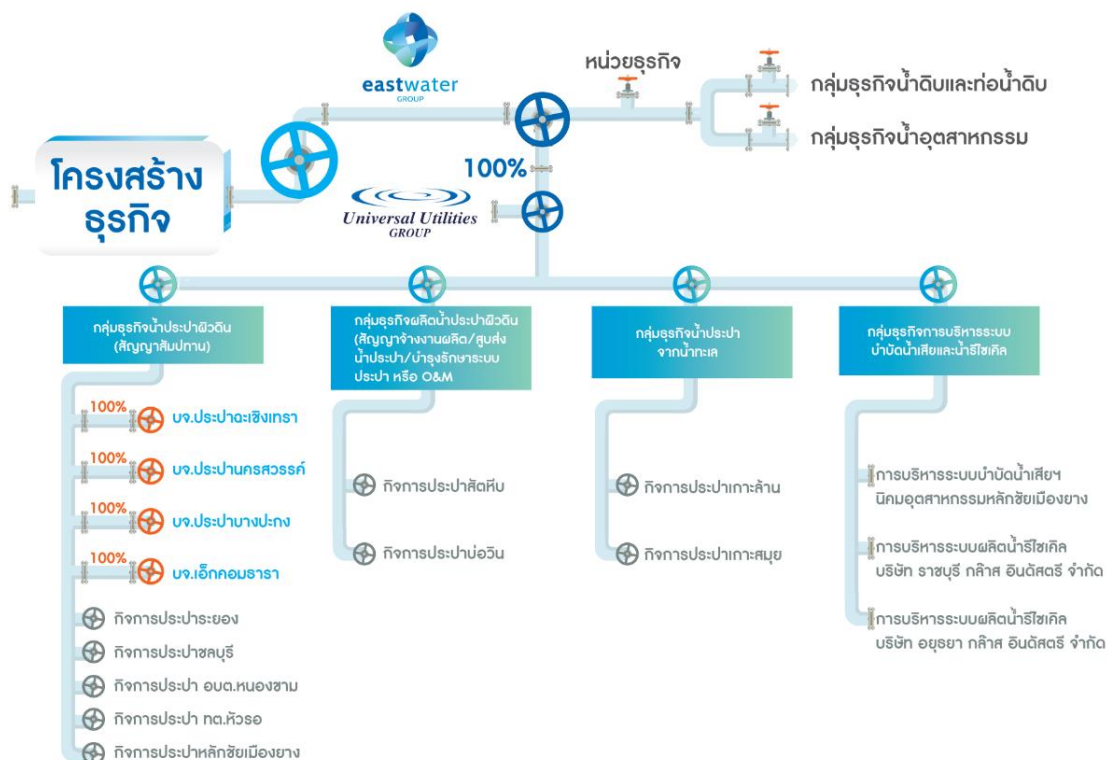 eastwater
GROUP
หน่วยธุรกิจ
กลุ่มธุรกิจน้ำดิบและท่อน้ำดิบ
กลุ่มธุรกิจน้ำอุตสาหกรรม
โครงสร้าง
ธุรกิจ
100%
Universal Utilities
GROUP
กลุ่มธุรกิจน้ำประปาผิวดิน
(สัญญาสัมปทาน)
100%
บจ.ประปาฉะเชิงเทรา
100%
บจ.ประปานครสวรรค์
100%
บจ.ประปาบางปะกง
100%
บจ.เอ็กคอมธารา
กิจการประปาระยอง
กิจการประปาชลบุรี
กิจการประปา อบต.หนองขาม
กิจการประปา ทต.หัวรอ
กิจการประปาหลักชัยเมืองยาง
กลุ่มธุรกิจผลิตน้ำประปาผิวดิน
(สัญญาจ้างงานผลิต/สูบส่ง
น้ำประปา/บำรุงรักษาระบบ
ประปา หรือ O&M
กิจการประปาสัตหีบ
กิจการประปาบ่อวิน
กลุ่มธุรกิจน้ำประปา
จากน้ำทะเล
กิจการประปาเกาะล้าน
กิจการประปาเกาะสมุย
กลุ่มธุรกิจการบริหารระบบ
บำบัดน้ำเสียและน้ำรีไซเคิล
การบริหารระบบบำบัดน้ำเสียฯ
นิคมอุตสาหกรรมหลักชัยเมืองยาง
การบริหารระบบผลิตน้ำรีไซเคิล
บริษัท ราชบุรี กล๊าส อินดัสตรี จำกัด
การบริหารระบบผลิตน้ำรีไซเคิล
บริษัท อยุธยา กล๊าส อินดัสตรี จำกัด